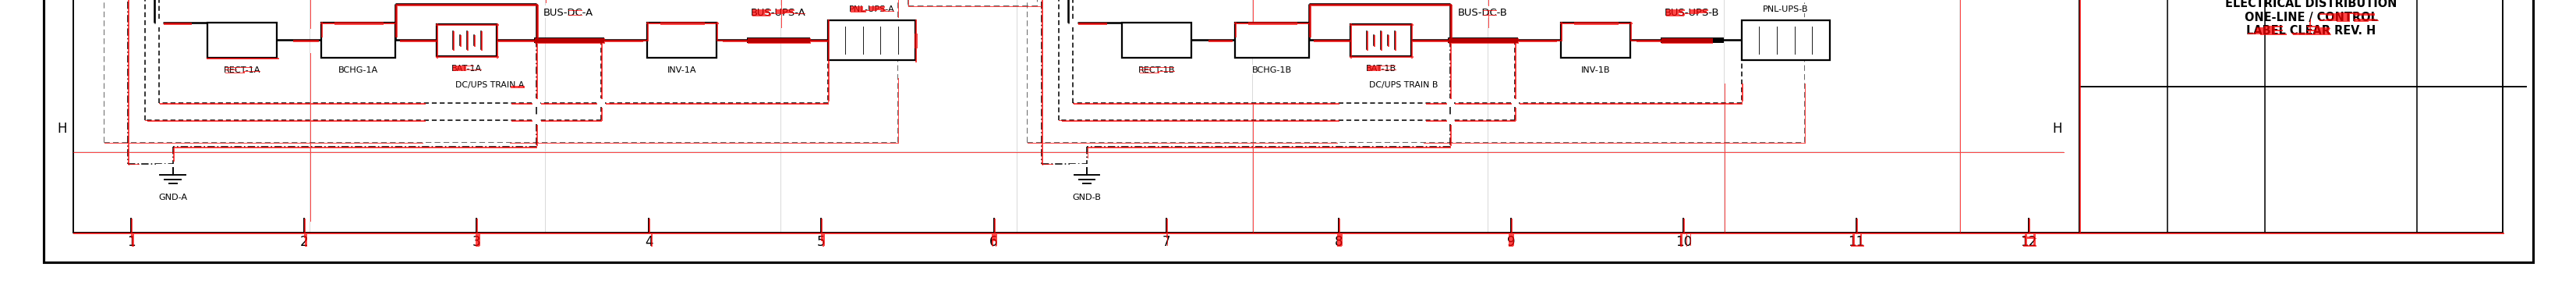 ELECTRICAL DISTRIBUTION
ONE-LINE / CONTROL
LABEL CLEAR REV. H
BUS-DC-A
BUS-UPS-A
PNL-UPS-A
BUS-DC-B
BUS-UPS-B
PNL-UPS-B
RECT-1A
BCHG-1A
BAT-1A
INV-1A
RECT-1B
BCHG-1B
BAT-1B
INV-1B
DC/UPS TRAIN A
DC/UPS TRAIN B
H
H
GND-A
GND-B
1 2 3 4 5 6 7 8 9 10 11 12